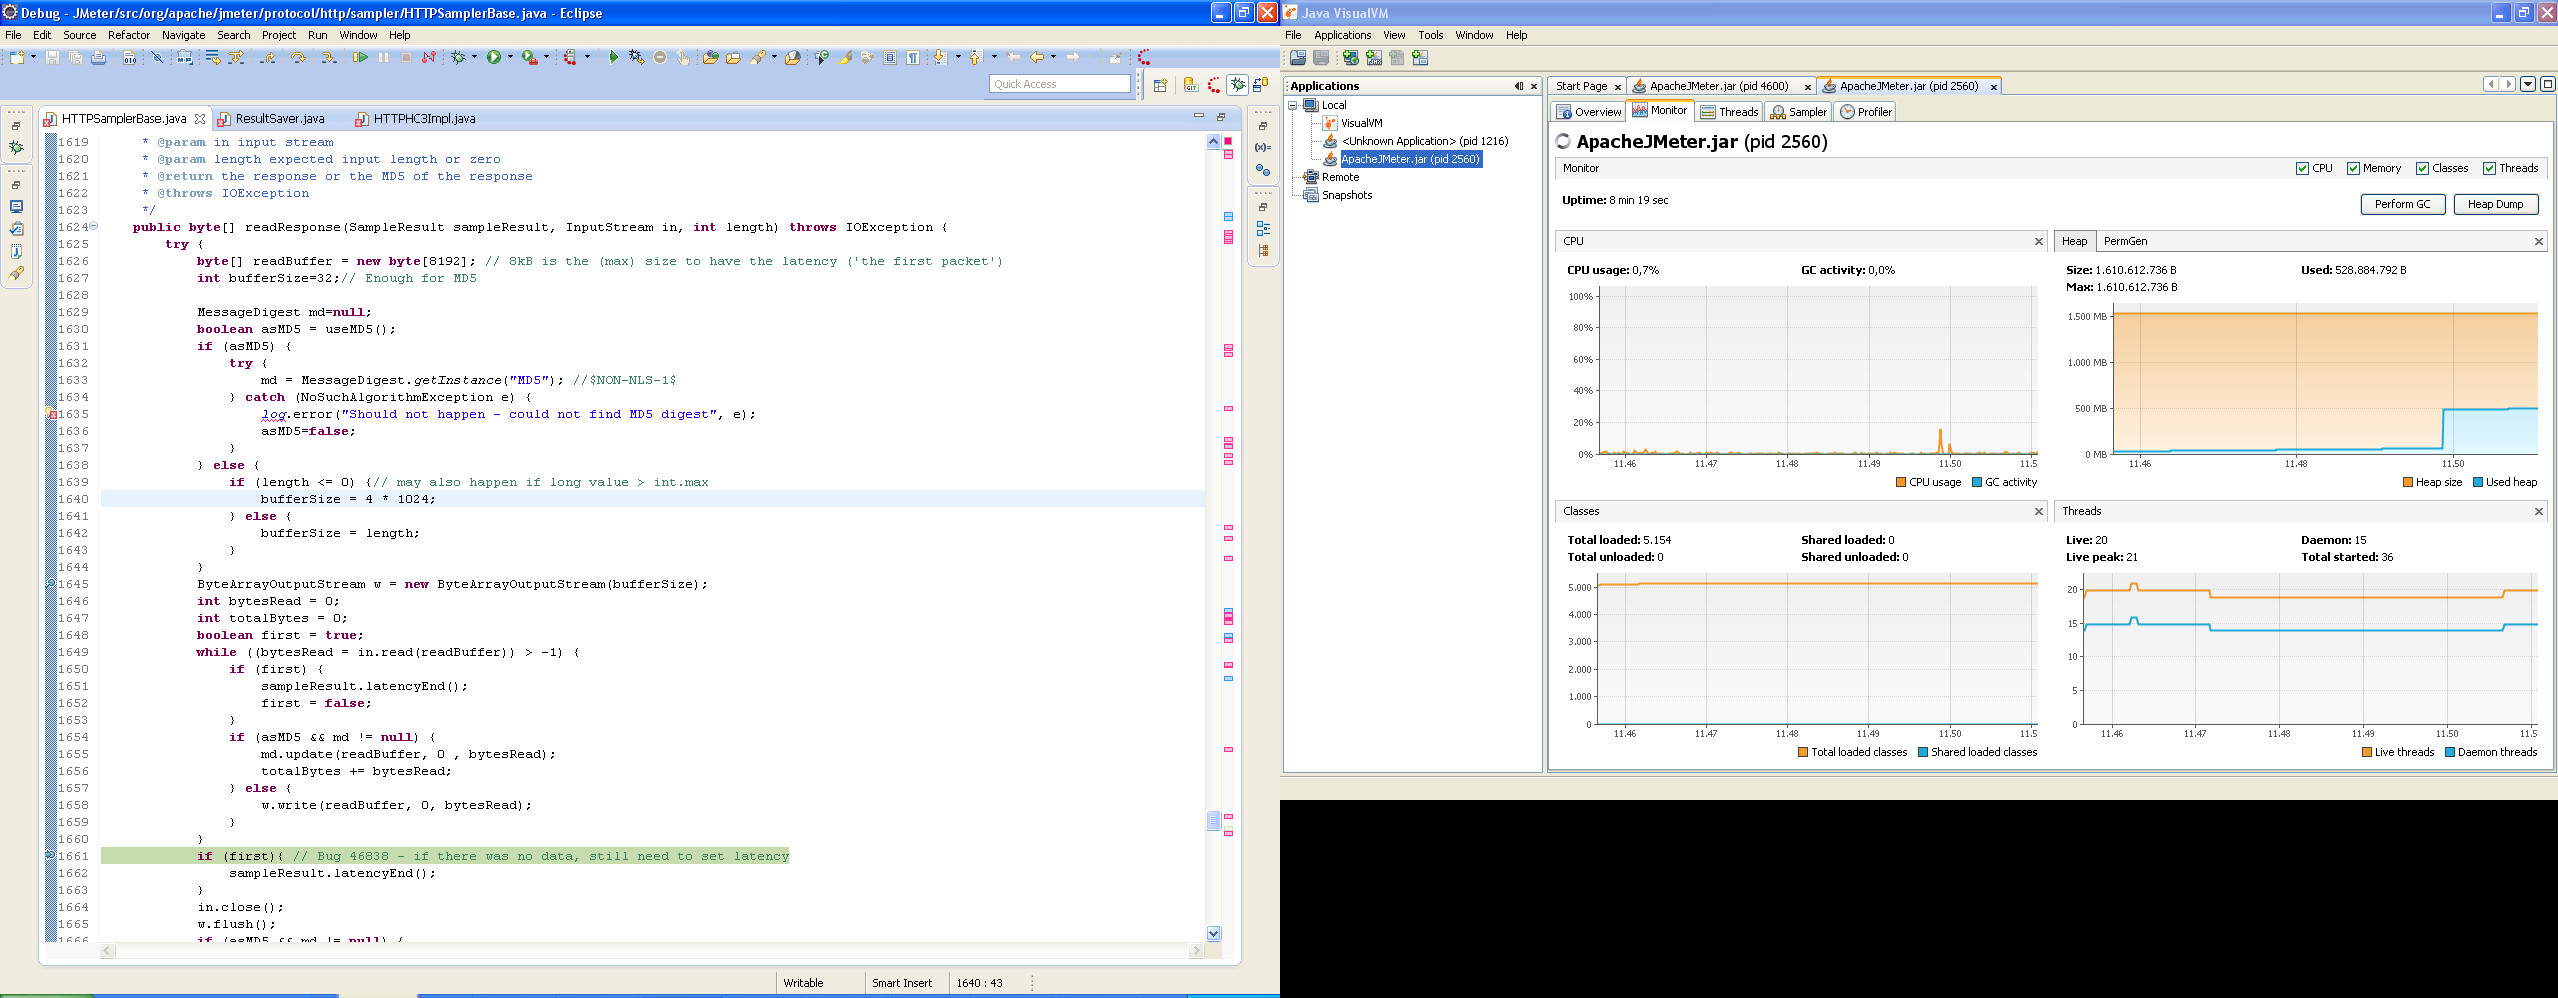 Debug - JMeter/src/org/apache/jmeter/protocol/http/sampler/HTTPSamplerBase.java - Eclipse
File Edit Source Refactor Navigate Search Project Run Window Help
Quick Access
HTTPSamplerBase.java ResultSaver.java HTTPHC3Impl.java
1619 * @param in input stream
1620 * @param length expected input length or zero
1621 * @return the response or the MD5 of the response
1622 * @throws IOException
1623 */
1624 public byte[] readResponse(SampleResult sampleResult, InputStream in, int length) throws IOException {
1625 try {
1626 byte[] readBuffer = new byte[8192]; // 8kB is the (max) size to have the latency ('the first packet')
1627 int bufferSize=32;// Enough for MD5
1628
1629 MessageDigest md=null;
1630 boolean asMD5 = useMD5();
1631 if (asMD5) {
1632 try {
1633 md = MessageDigest.getInstance("MD5"); //$NON-NLS-1$
1634 } catch (NoSuchAlgorithmException e) {
1635 log.error("Should not happen - could not find MD5 digest", e);
1636 asMD5=false;
1637 }
1638 } else {
1639 if (length <= 0) {// may also happen if long value > int.max
1640 bufferSize = 4 * 1024;
1641 } else {
1642 bufferSize = length;
1643 }
1644 }
1645 ByteArrayOutputStream w = new ByteArrayOutputStream(bufferSize);
1646 int bytesRead = 0;
1647 int totalBytes = 0;
1648 boolean first = true;
1649 while ((bytesRead = in.read(readBuffer)) > -1) {
1650 if (first) {
1651 sampleResult.latencyEnd();
1652 first = false;
1653 }
1654 if (asMD5 && md != null) {
1655 md.update(readBuffer, 0 , bytesRead);
1656 totalBytes += bytesRead;
1657 } else {
1658 w.write(readBuffer, 0, bytesRead);
1659 }
1660 }
1661 if (first){ // Bug 46838 - if there was no data, still need to set latency
1662 sampleResult.latencyEnd();
1663 }
1664 in.close();
1665 w.flush();
1666 if (asMD5 && md != null) {
Writable Smart Insert 1640 : 43
Java VisualVM
File Applications View Tools Window Help
Applications
Local
VisualVM
<Unknown Application> (pid 1216)
ApacheJMeter.jar (pid 2560)
Remote
Snapshots
Start Page ApacheJMeter.jar (pid 4600) ApacheJMeter.jar (pid 2560)
Overview Monitor Threads Sampler Profiler
ApacheJMeter.jar (pid 2560)
Monitor CPU Memory Classes Threads
Uptime: 8 min 19 sec Perform GC Heap Dump
CPU
CPU usage: 0,7% GC activity: 0,0%
100%
80%
60%
40%
20%
0%
11.46 11.47 11.48 11.49 11.50 11.5
CPU usage GC activity
Heap PermGen
Size: 1.610.612.736 B Used: 528.884.792 B
Max: 1.610.612.736 B
1.500 MB
1.000 MB
500 MB
0 MB
11.46 11.48 11.50
Heap size Used heap
Classes
Total loaded: 5.154 Shared loaded: 0
Total unloaded: 0 Shared unloaded: 0
5.000
4.000
3.000
2.000
1.000
0
11.46 11.47 11.48 11.49 11.50 11.5
Total loaded classes Shared loaded classes
Threads
Live: 20 Daemon: 15
Live peak: 21 Total started: 36
20
15
10
5
0
11.46 11.47 11.48 11.49 11.50 11.5
Live threads Daemon threads